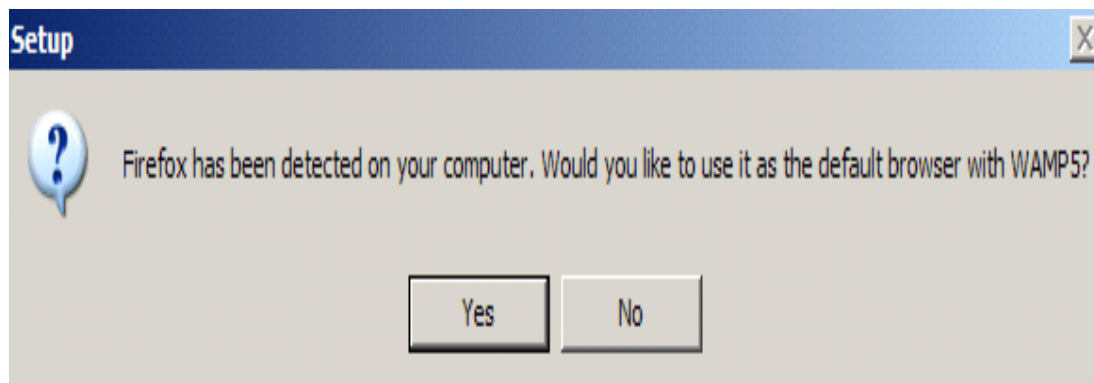 Setup
Firefox has been detected on your computer. Would you like to use it as the default browser with WAMP5?
Yes
No